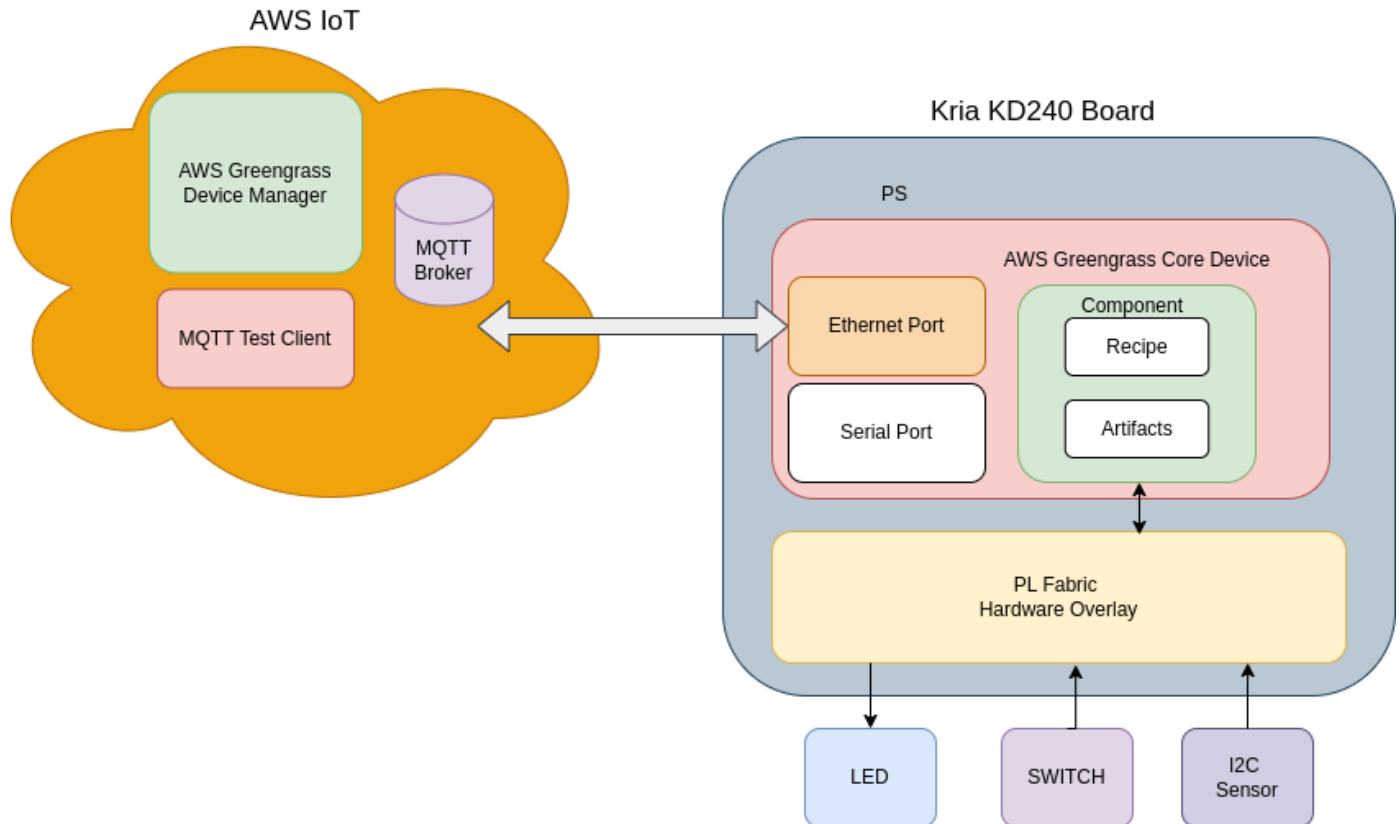 AWS IoT
AWS Greengrass
Device Manager
MQTT
Broker
MQTT Test Client
Kria KD240 Board
PS
AWS Greengrass Core Device
Ethernet Port
Serial Port
Component
Recipe
Artifacts
PL Fabric
Hardware Overlay
LED
SWITCH
I2C
Sensor